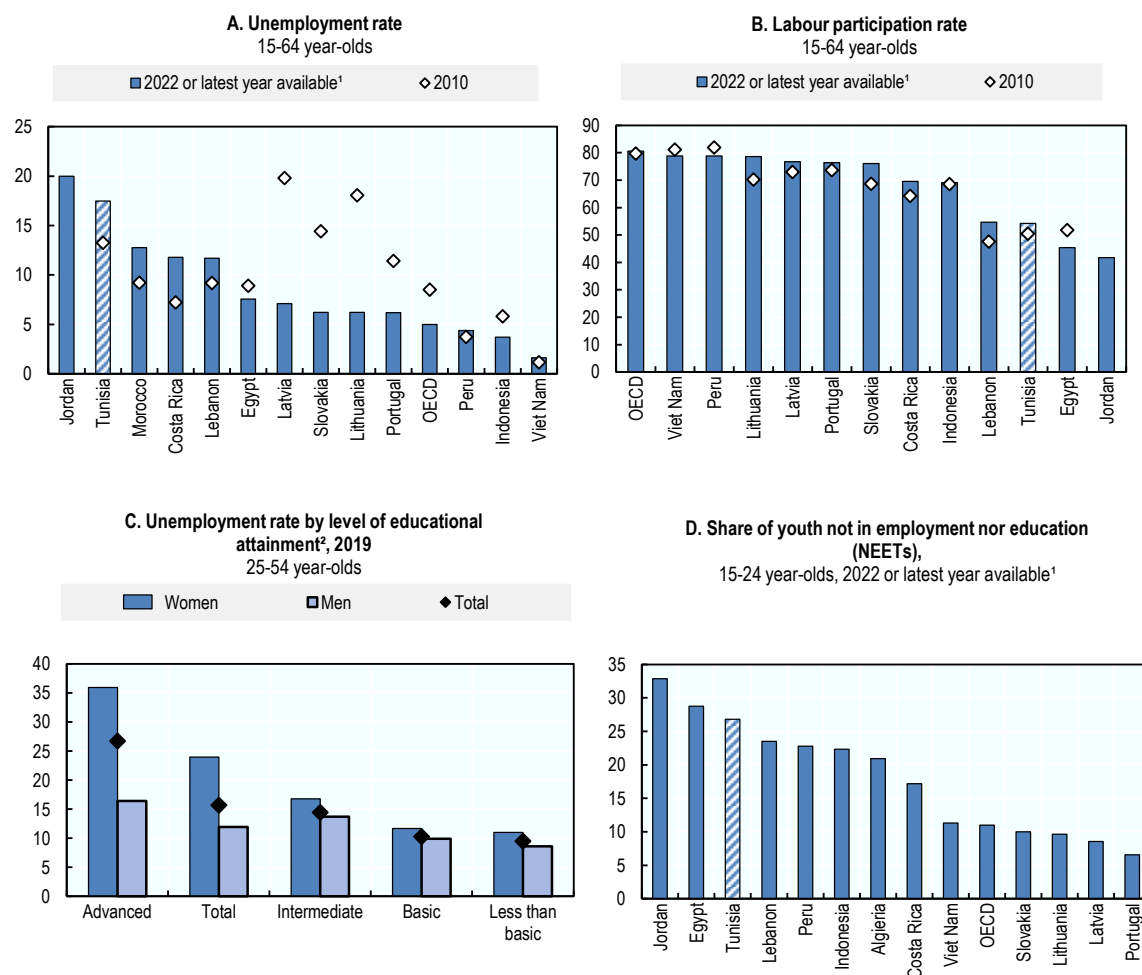 A. Unemployment rate
15-64 year-olds
2022 or latest year available¹ 2010
25
20
15
10
5
0
Jordan
Tunisia
Morocco
Costa Rica
Lebanon
Egypt
Latvia
Slovakia
Lithuania
Portugal
OECD
Peru
Indonesia
Viet Nam
B. Labour participation rate
15-64 year-olds
2022 or latest year available¹ 2010
90
80
70
60
50
40
30
20
10
0
OECD
Viet Nam
Peru
Lithuania
Latvia
Portugal
Slovakia
Costa Rica
Indonesia
Lebanon
Tunisia
Egypt
Jordan
C. Unemployment rate by level of educational
attainment², 2019
25-54 year-olds
Women Men Total
40
35
30
25
20
15
10
5
0
Advanced
Total
Intermediate
Basic
Less than
basic
D. Share of youth not in employment nor education
(NEETs),
15-24 year-olds, 2022 or latest year available¹
35
30
25
20
15
10
5
0
Jordan
Egypt
Tunisia
Lebanon
Peru
Indonesia
Algieria
Costa Rica
Viet Nam
OECD
Slovakia
Lithuania
Latvia
Portugal